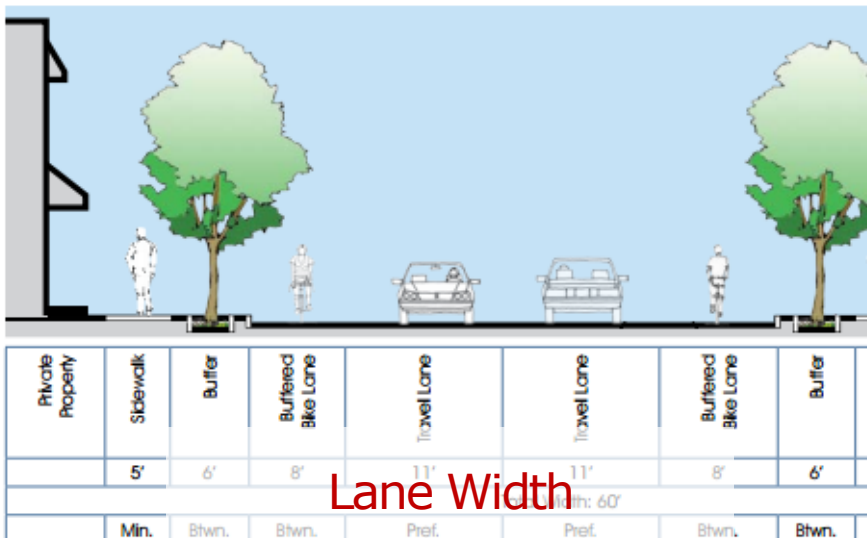 Private Property
Sidewalk
Buffer
Buffered Bike Lane
Travel Lane
Travel Lane
Buffered Bike Lane
Buffer
5' 6' 8' 11' 11' 8' 6'
Lane Width
Total Width: 60'
Min. Btwn. Btwn. Pref. Pref. Btwn. Btwn.